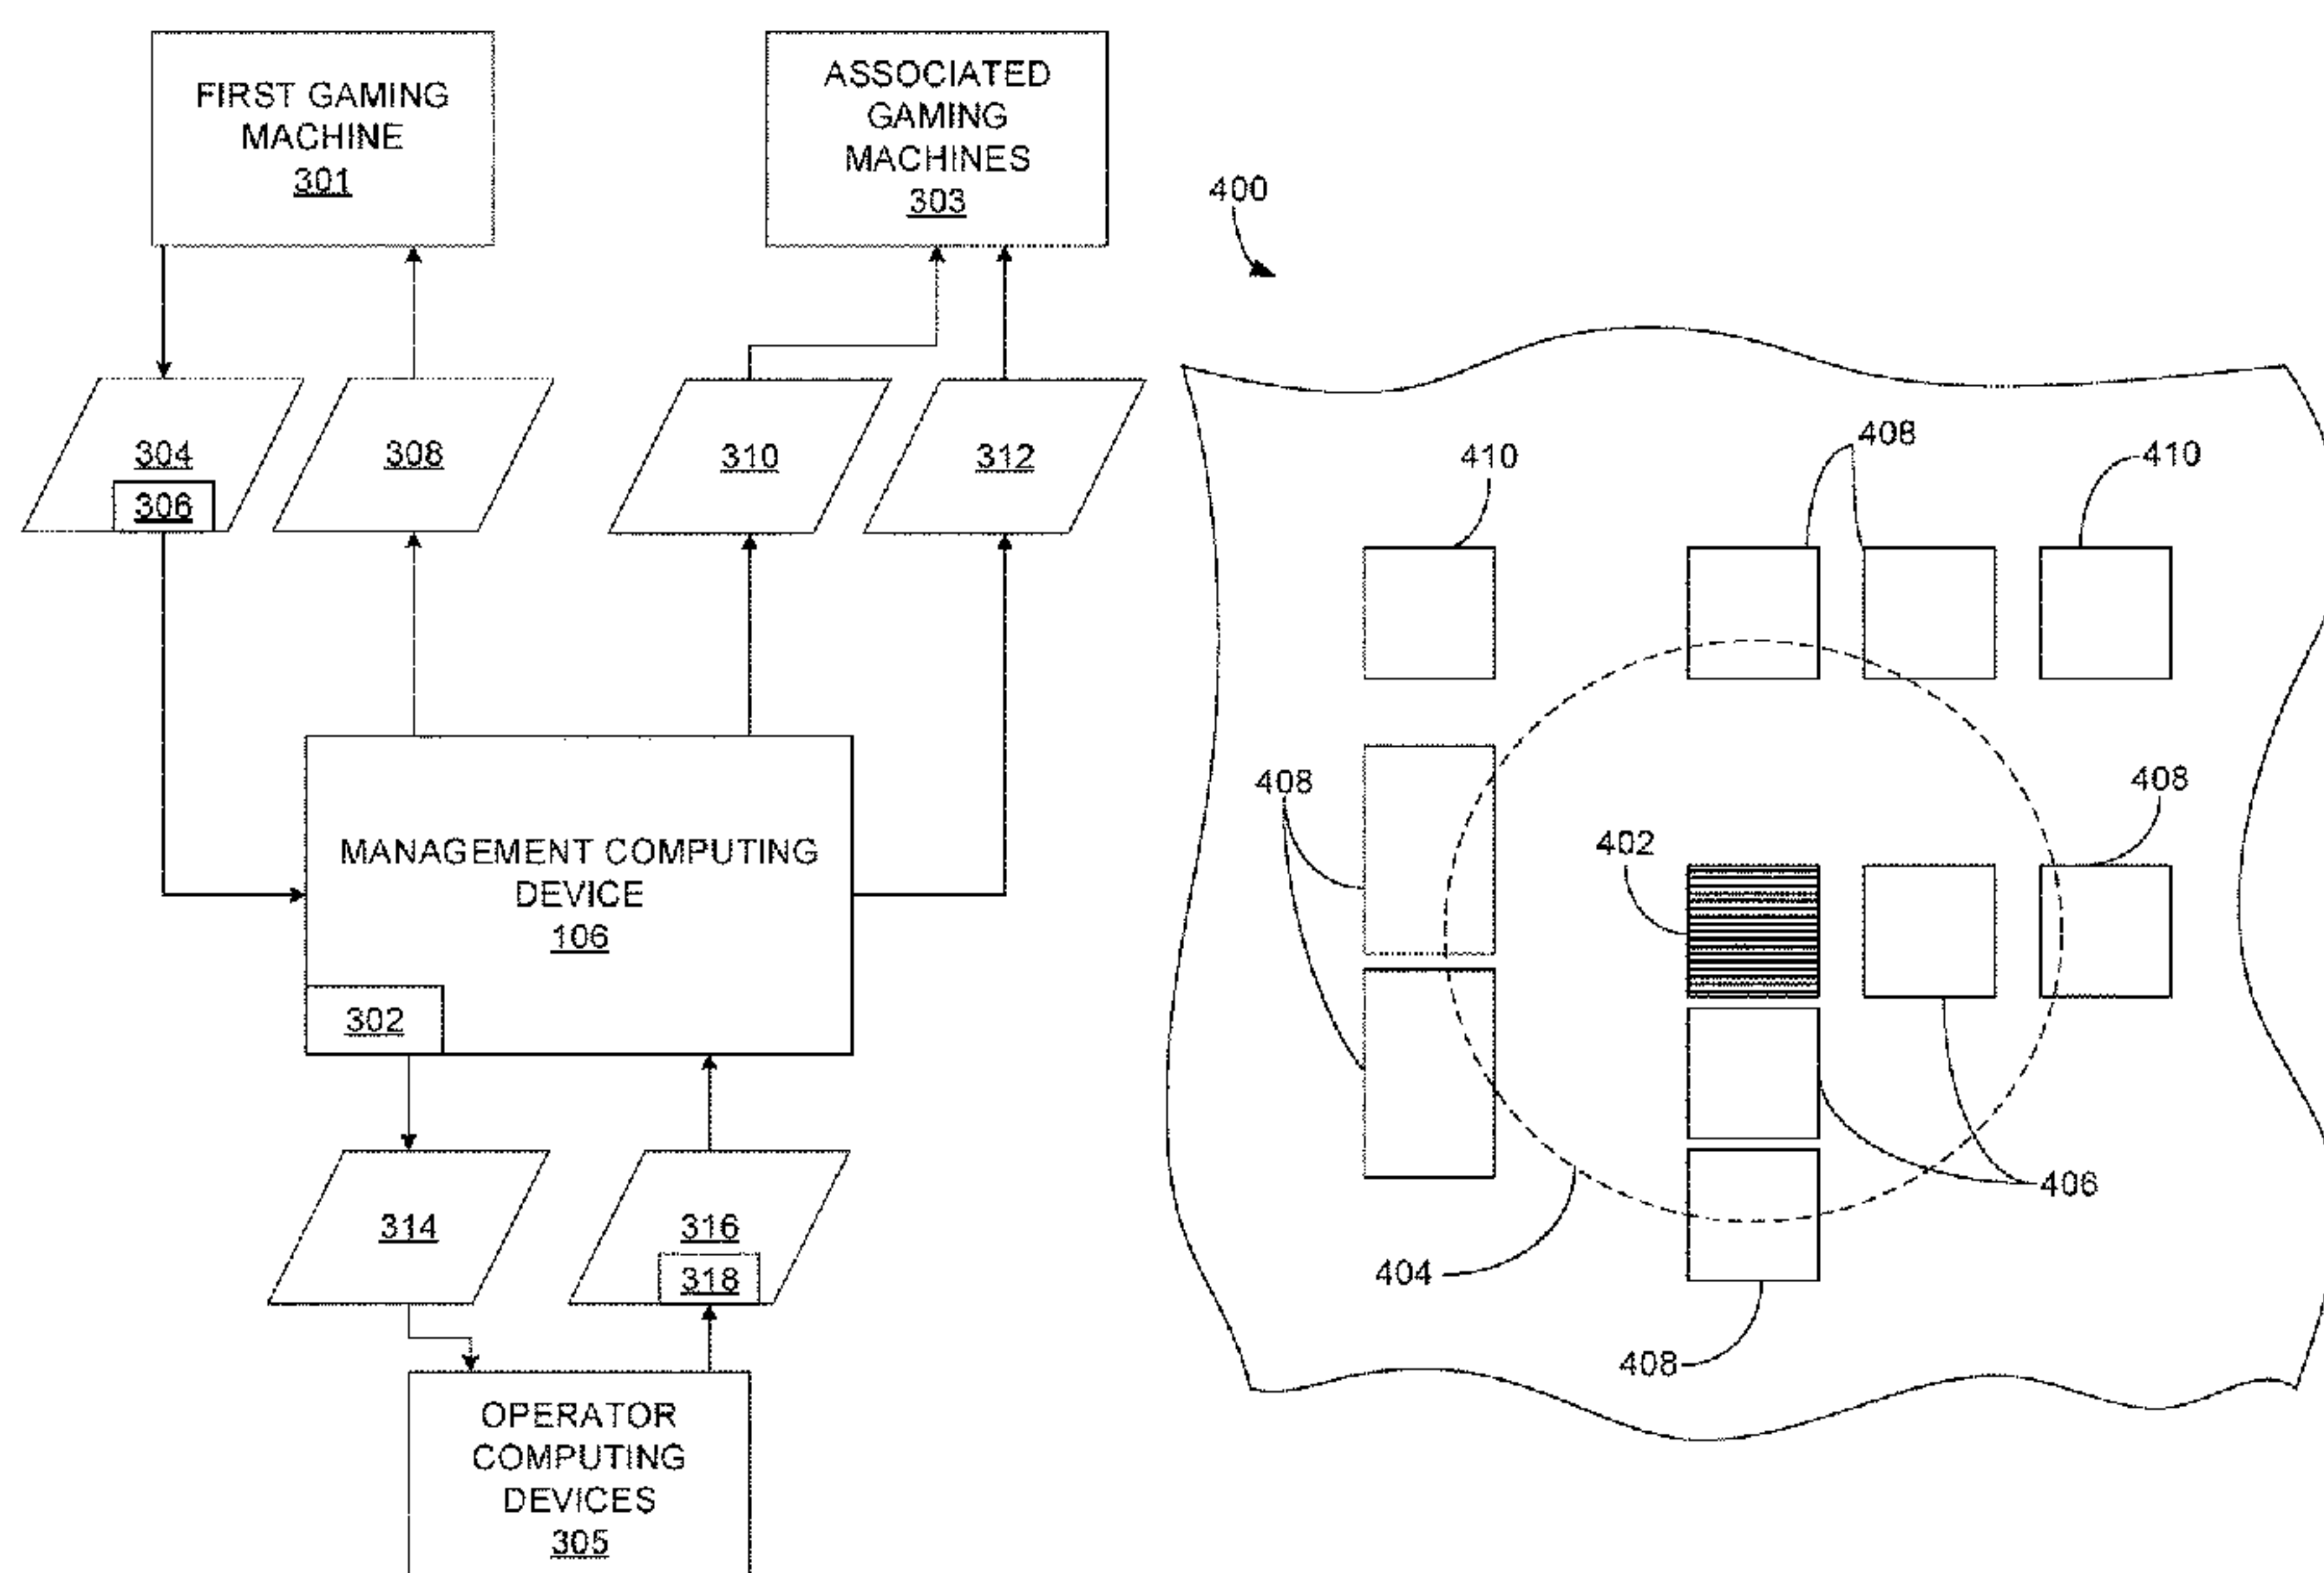 FIRST GAMING
MACHINE
301
ASSOCIATED
GAMING
MACHINES
303
304
306
308
310
312
MANAGEMENT COMPUTING
DEVICE
106
302
314
316
318
OPERATOR
COMPUTING
DEVICES
305
400
410
408
410
408
402
408
406
404
408